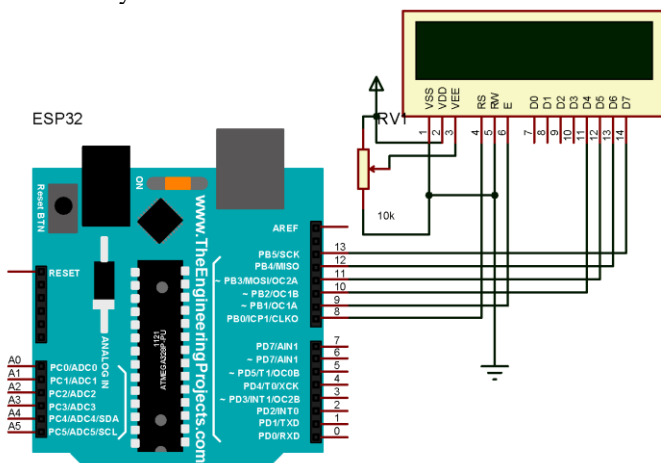 VSS
VDD
VEE
RS
RW
E
D0
D1
D2
D3
D4
D5
D6
D7
1
2
3
4
5
6
7
8
9
10
11
12
13
14
RV1
10k
ESP32
Reset BTN
ON
www.TheEngineeringProjects.com
RESET
ANALOG IN
1121
ATMEGA328P-PU
AREF
PB5/SCK 13
PB4/MISO 12
~ PB3/MOSI/OC2A 11
~ PB2/OC1B 10
~ PB1/OC1A 9
PB0/ICP1/CLKO 8
PD7/AIN1 7
~ PD7/AIN1 6
~ PD5/T1/OC0B 5
PD4/T0/XCK 4
~ PD3/INT1/OC2B 3
PD2/INT0 2
PD1/TXD 1
PD0/RXD 0
A0 PC0/ADC0
A1 PC1/ADC1
A2 PC2/ADC2
A3 PC3/ADC3
A4 PC4/ADC4/SDA
A5 PC5/ADC5/SCL